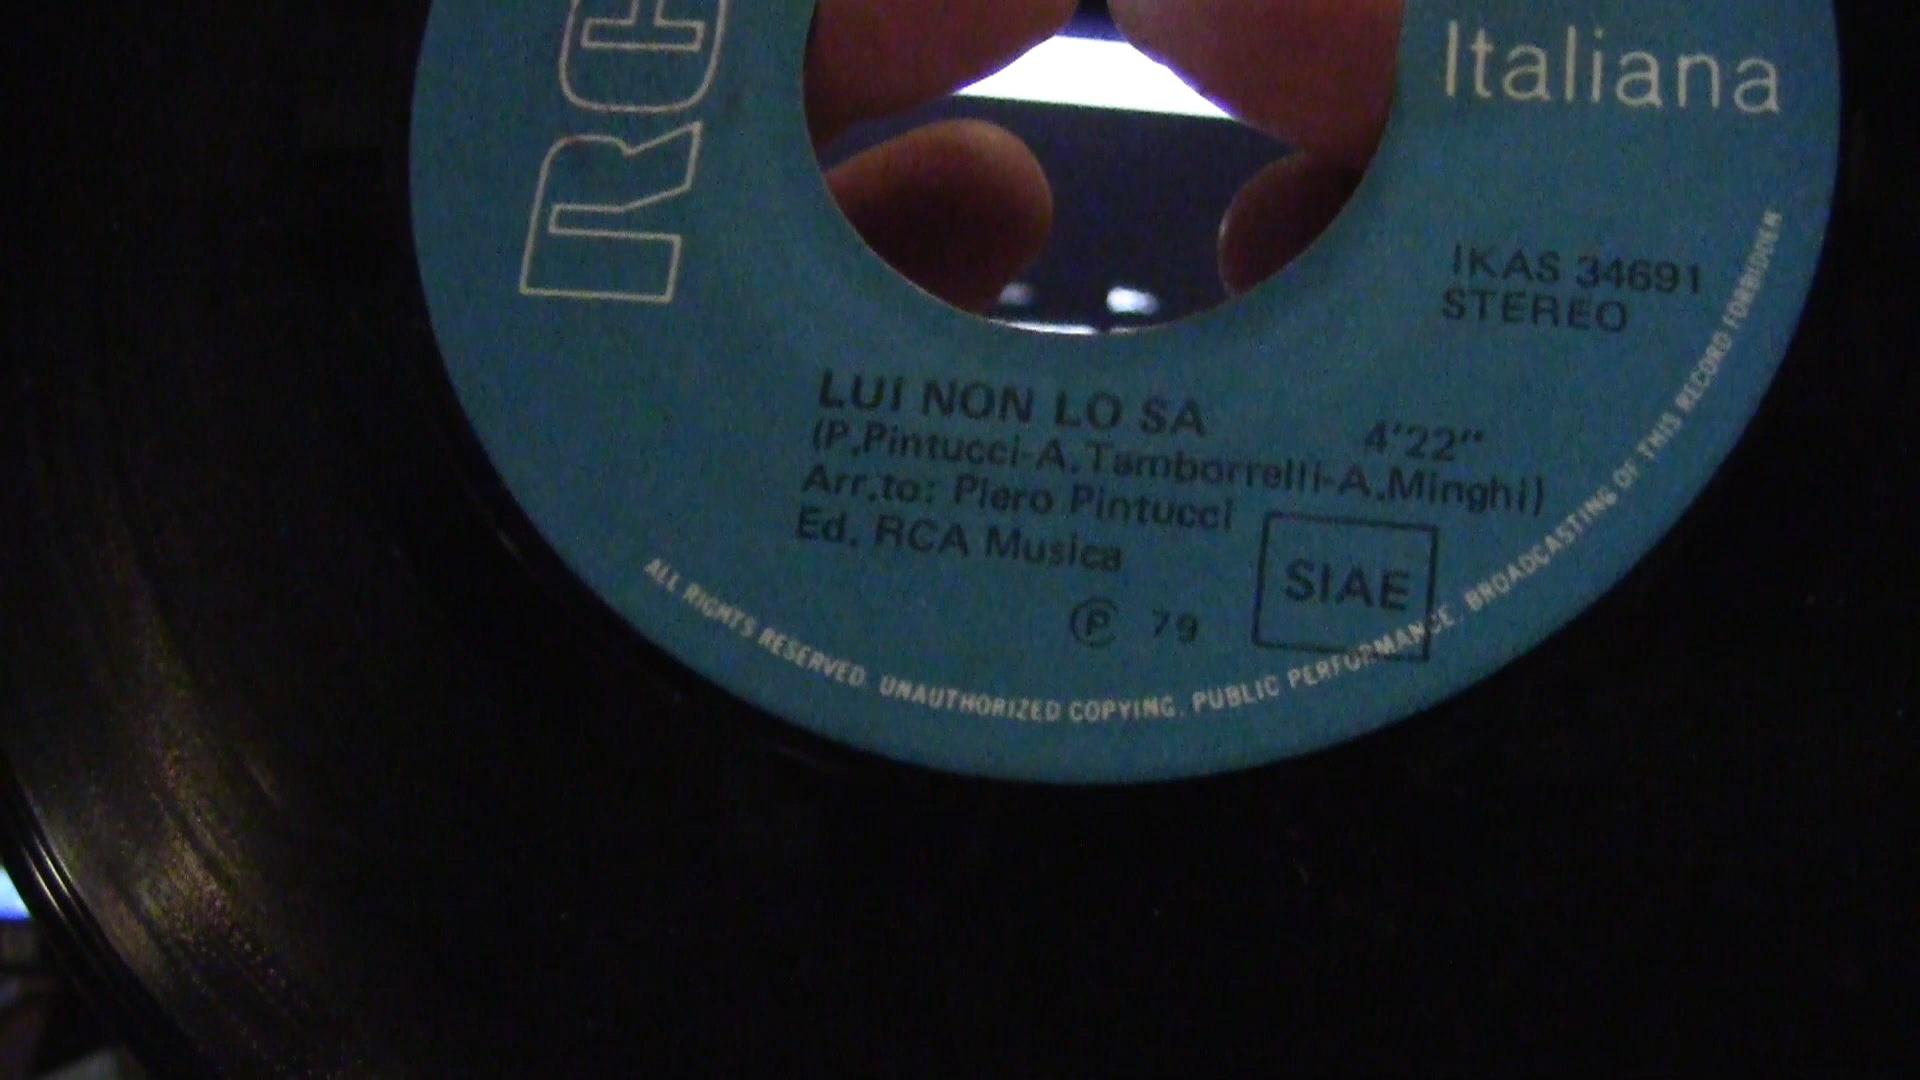 RCA
Italiana
IKAS 34691
STEREO
LUI NON LO SA
4'22"
(P.Pintucci-A.Tamborrelli-A.Minghi)
Arr.to: Piero Pintucci
Ed. RCA Musica
SIAE
Ⓟ 79
ALL RIGHTS RESERVED. UNAUTHORIZED COPYING. PUBLIC PERFORMANCE. BROADCASTING OF THIS RECORD FORBIDDEN